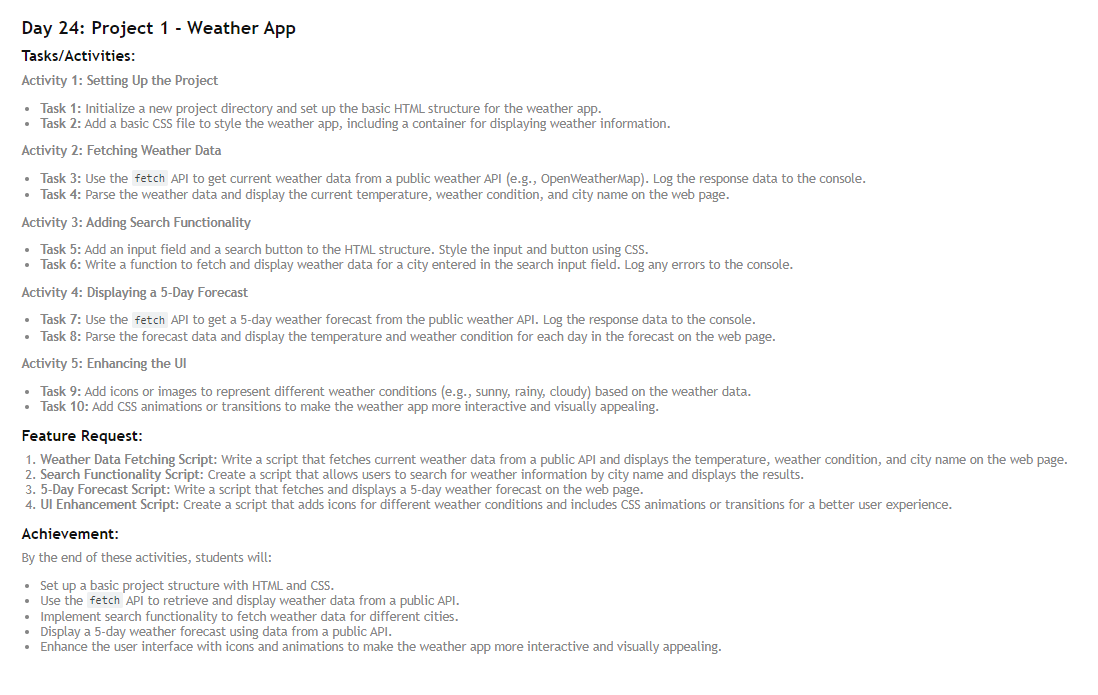 Day 24: Project 1 - Weather App
Tasks/Activities:
Activity 1: Setting Up the Project
• Task 1: Initialize a new project directory and set up the basic HTML structure for the weather app.
• Task 2: Add a basic CSS file to style the weather app, including a container for displaying weather information.
Activity 2: Fetching Weather Data
• Task 3: Use the fetch API to get current weather data from a public weather API (e.g., OpenWeatherMap). Log the response data to the console.
• Task 4: Parse the weather data and display the current temperature, weather condition, and city name on the web page.
Activity 3: Adding Search Functionality
• Task 5: Add an input field and a search button to the HTML structure. Style the input and button using CSS.
• Task 6: Write a function to fetch and display weather data for a city entered in the search input field. Log any errors to the console.
Activity 4: Displaying a 5-Day Forecast
• Task 7: Use the fetch API to get a 5-day weather forecast from the public weather API. Log the response data to the console.
• Task 8: Parse the forecast data and display the temperature and weather condition for each day in the forecast on the web page.
Activity 5: Enhancing the UI
• Task 9: Add icons or images to represent different weather conditions (e.g., sunny, rainy, cloudy) based on the weather data.
• Task 10: Add CSS animations or transitions to make the weather app more interactive and visually appealing.
Feature Request:
1. Weather Data Fetching Script: Write a script that fetches current weather data from a public API and displays the temperature, weather condition, and city name on the web page.
2. Search Functionality Script: Create a script that allows users to search for weather information by city name and displays the results.
3. 5-Day Forecast Script: Write a script that fetches and displays a 5-day weather forecast on the web page.
4. UI Enhancement Script: Create a script that adds icons for different weather conditions and includes CSS animations or transitions for a better user experience.
Achievement:
By the end of these activities, students will:
• Set up a basic project structure with HTML and CSS.
• Use the fetch API to retrieve and display weather data from a public API.
• Implement search functionality to fetch weather data for different cities.
• Display a 5-day weather forecast using data from a public API.
• Enhance the user interface with icons and animations to make the weather app more interactive and visually appealing.